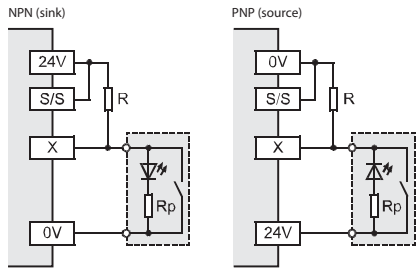 NPN (sink)
24V
S/S
R
X
Rp
0V
PNP (source)
0V
S/S
R
X
Rp
24V